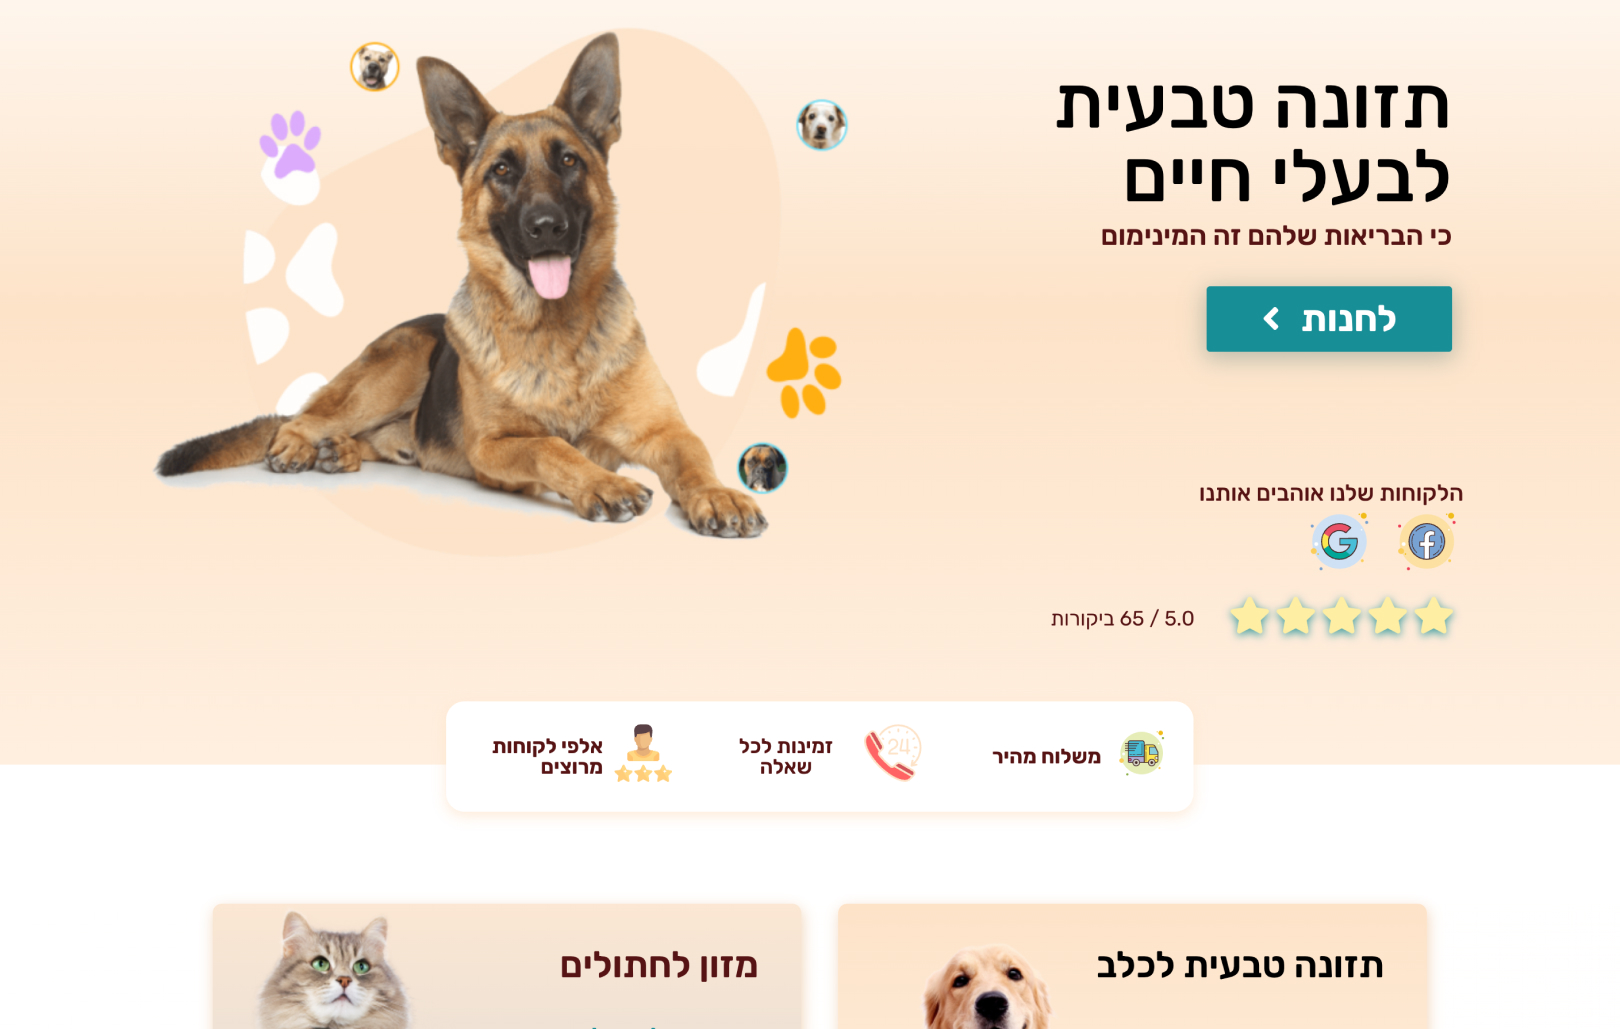 תזונה טבעית
לבעלי חיים
כי הבריאות שלהם זה המינימום
לחנות
הלקוחות שלנו אוהבים אותנו
5.0 / 65 ביקורות
משלוח מהיר
24
זמינות לכל
שאלה
אלפי לקוחות
מרוצים
תזונה טבעית לכלב
מזון לחתולים